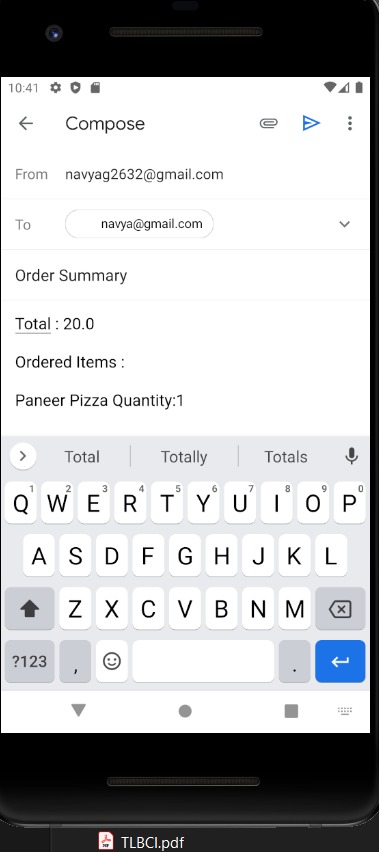 10:41
Compose
From navyag2632@gmail.com
To navya@gmail.com
Order Summary
Total : 20.0
Ordered Items :
Paneer Pizza Quantity:1
Total Totally Totals
1 2 3 4 5 6 7 8 9 0
Q W E R T Y U I O P
A S D F G H J K L
Z X C V B N M
?123 , .
TLBCI.pdf